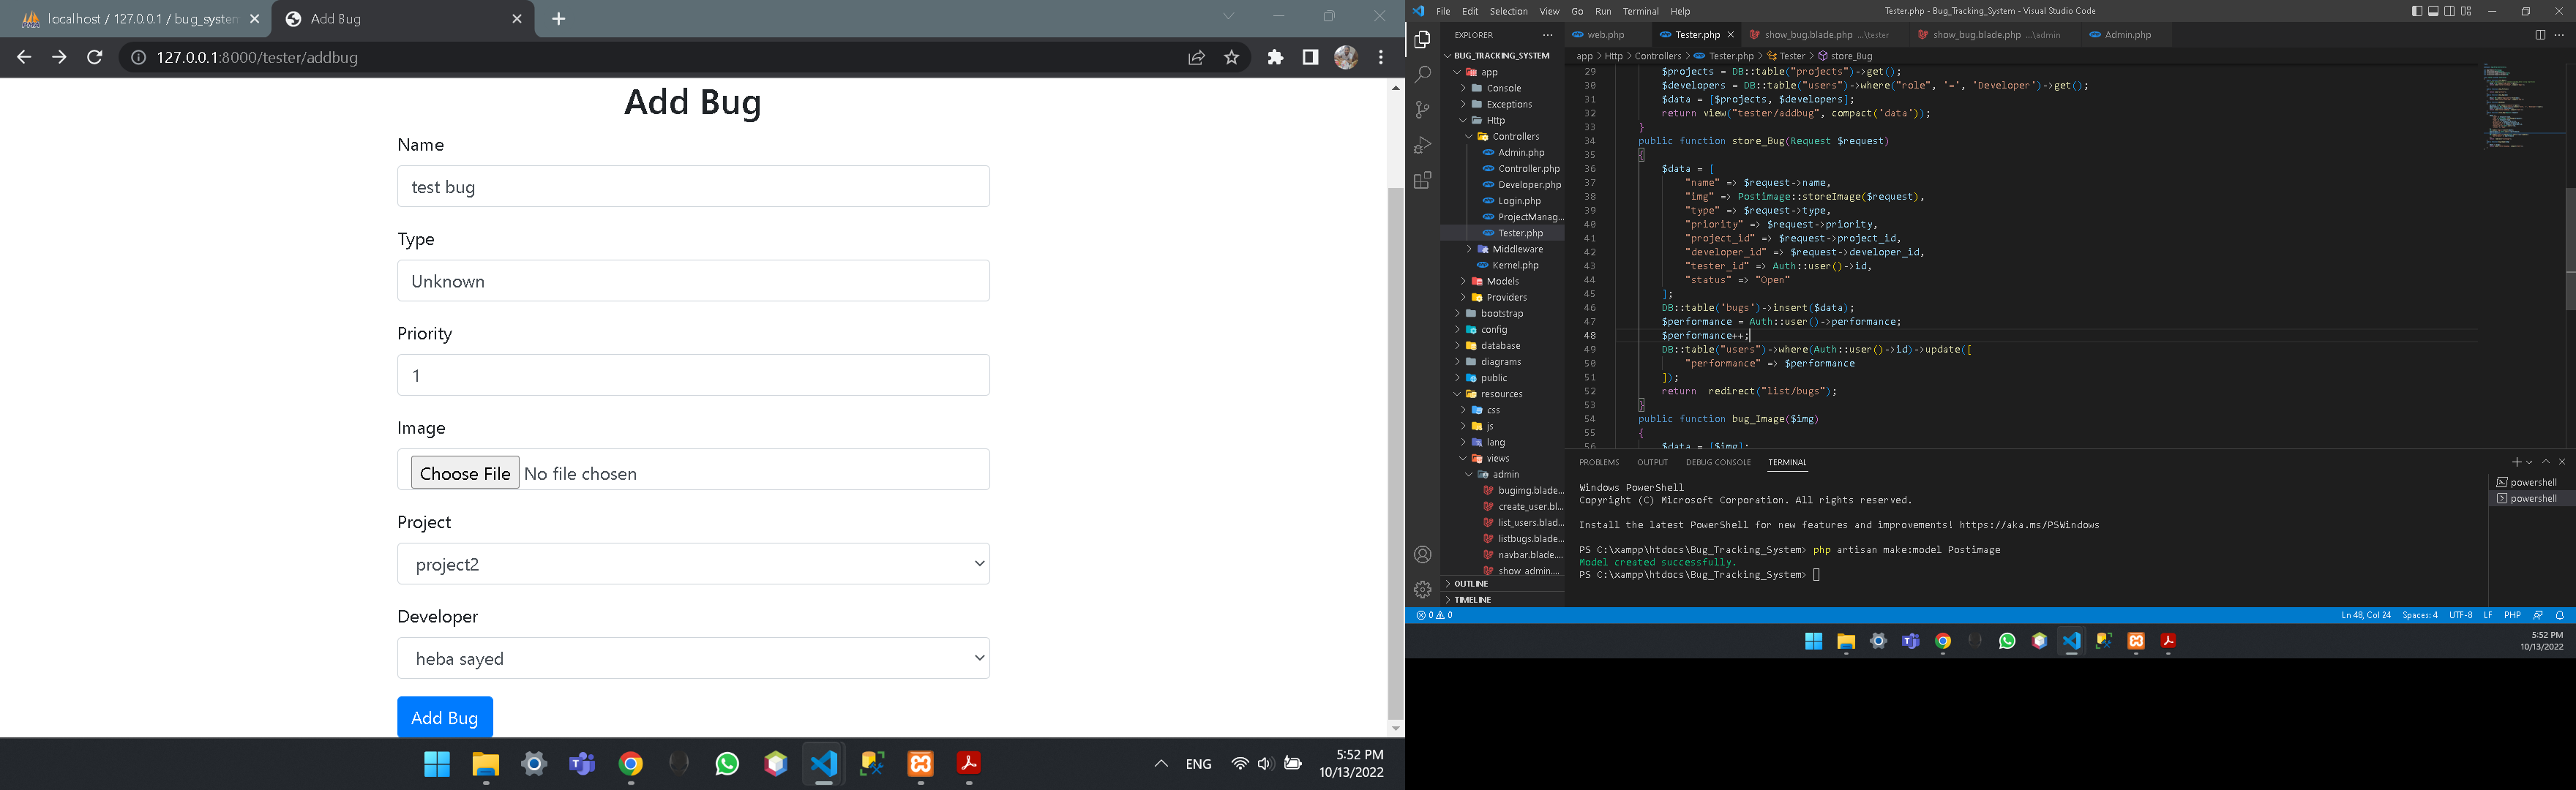 localhost / 127.0.0.1 / bug_system
Add Bug
127.0.0.1:8000/tester/addbug
Add Bug
Name
test bug
Type
Unknown
Priority
1
Image
Choose File No file chosen
Project
project2
Developer
heba sayed
Add Bug
ENG
5:52 PM
10/13/2022
File Edit Selection View Go Run Terminal Help
Tester.php - Bug_Tracking_System - Visual Studio Code
EXPLORER
BUG_TRACKING_SYSTEM
app
Console
Exceptions
Http
Controllers
Admin.php
Controller.php
Developer.php
Login.php
ProjectManag...
Tester.php
Middleware
Kernel.php
Models
Providers
bootstrap
config
database
diagrams
public
resources
css
js
lang
views
admin
bugimg.blade...
create_user.bl...
list_users.blad...
listbugs.blade...
navbar.blade....
show_admin....
OUTLINE
TIMELINE
web.php
Tester.php
show_bug.blade.php ...\tester
show_bug.blade.php ...\admin
Admin.php
app > Http > Controllers > Tester.php > Tester > store_Bug
29 $projects = DB::table("projects")->get();
30 $developers = DB::table("users")->where("role", '=', 'Developer')->get();
31 $data = [$projects, $developers];
32 return view("tester/addbug", compact('data'));
33 }
34 public function store_Bug(Request $request)
35 {
36 $data = [
37 "name" => $request->name,
38 "img" => Postimage::storeImage($request),
39 "type" => $request->type,
40 "priority" => $request->priority,
41 "project_id" => $request->project_id,
42 "developer_id" => $request->developer_id,
43 "tester_id" => Auth::user()->id,
44 "status" => "Open"
45 ];
46 DB::table('bugs')->insert($data);
47 $performance = Auth::user()->performance;
48 $performance++;
49 DB::table("users")->where(Auth::user()->id)->update([
50 "performance" => $performance
51 ]);
52 return redirect("list/bugs");
53 }
54 public function bug_Image($img)
55 {
56 $data = [$img];
PROBLEMS OUTPUT DEBUG CONSOLE TERMINAL
Windows PowerShell
Copyright (C) Microsoft Corporation. All rights reserved.
Install the latest PowerShell for new features and improvements! https://aka.ms/PSWindows
PS C:\xampp\htdocs\Bug_Tracking_System> php artisan make:model Postimage
Model created successfully.
PS C:\xampp\htdocs\Bug_Tracking_System>
powershell
powershell
0 0
Ln 48, Col 24 Spaces: 4 UTF-8 LF PHP
5:52 PM
10/13/2022